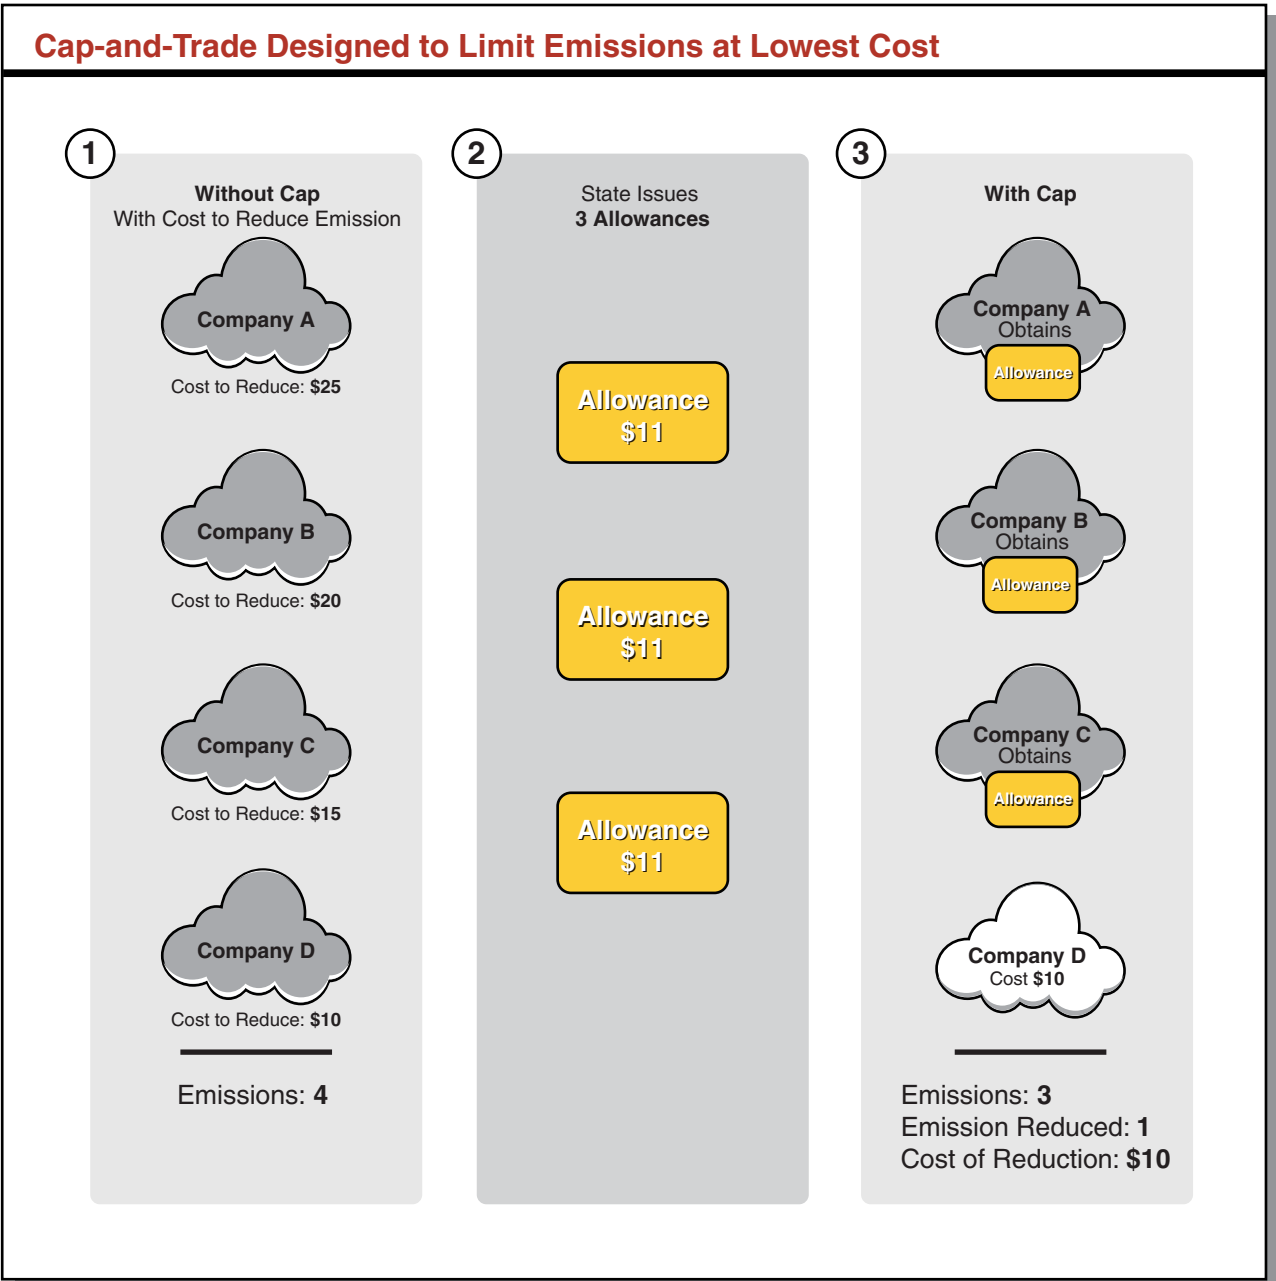 Cap-and-Trade Designed to Limit Emissions at Lowest Cost
1
Without Cap
With Cost to Reduce Emission
Company A
Cost to Reduce: $25
Company B
Cost to Reduce: $20
Company C
Cost to Reduce: $15
Company D
Cost to Reduce: $10
Emissions: 4
2
State Issues
3 Allowances
Allowance
$11
Allowance
$11
Allowance
$11
3
With Cap
Company A
Obtains
Allowance
Company B
Obtains
Allowance
Company C
Obtains
Allowance
Company D
Cost $10
Emissions: 3
Emission Reduced: 1
Cost of Reduction: $10